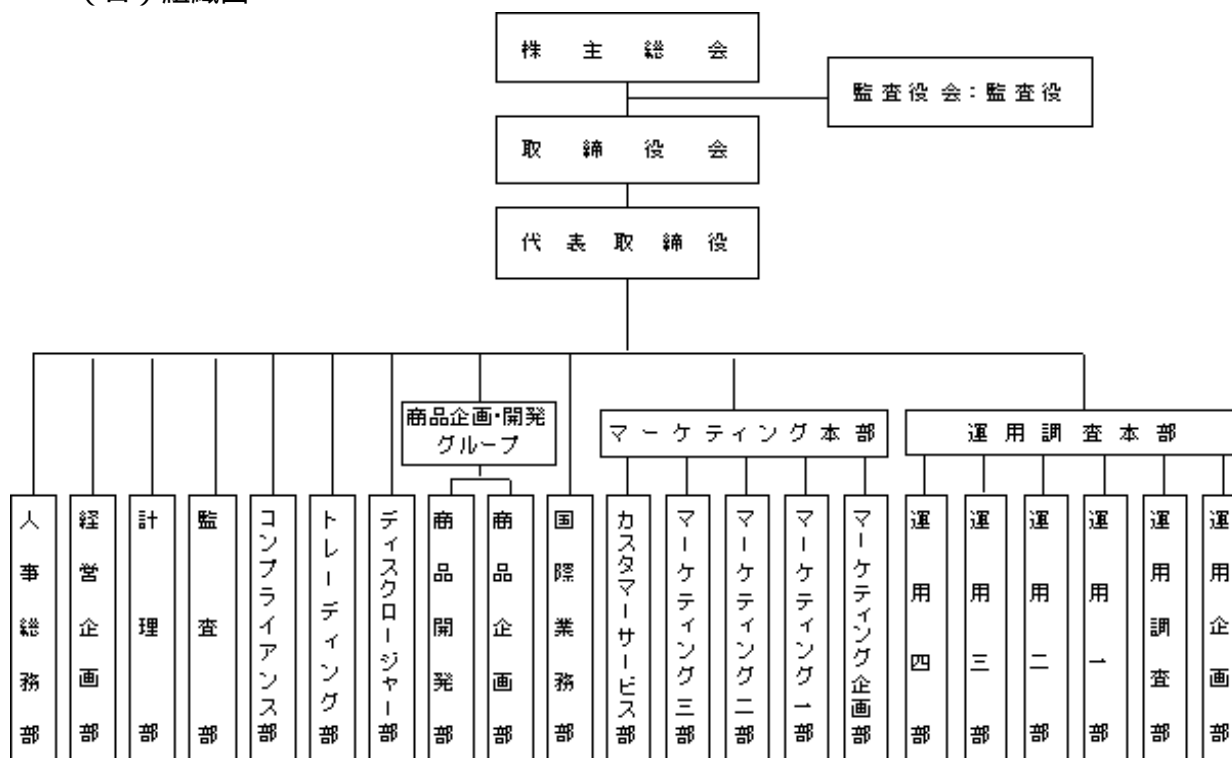 株主総会
監査役会：監査役
取締役会
代表取締役
商品企画・開発
グループ
マーケティング本部
運用調査本部
人事総務部
経営企画部
計理部
監査部
コンプライアンス部
トレーディング部
ディスクロージャー部
商品開発部
商品企画部
国際業務部
カスタマーサービス部
マーケティング三部
マーケティング二部
マーケティング一部
マーケティング企画部
運用四部
運用三部
運用二部
運用一部
運用調査部
運用企画部